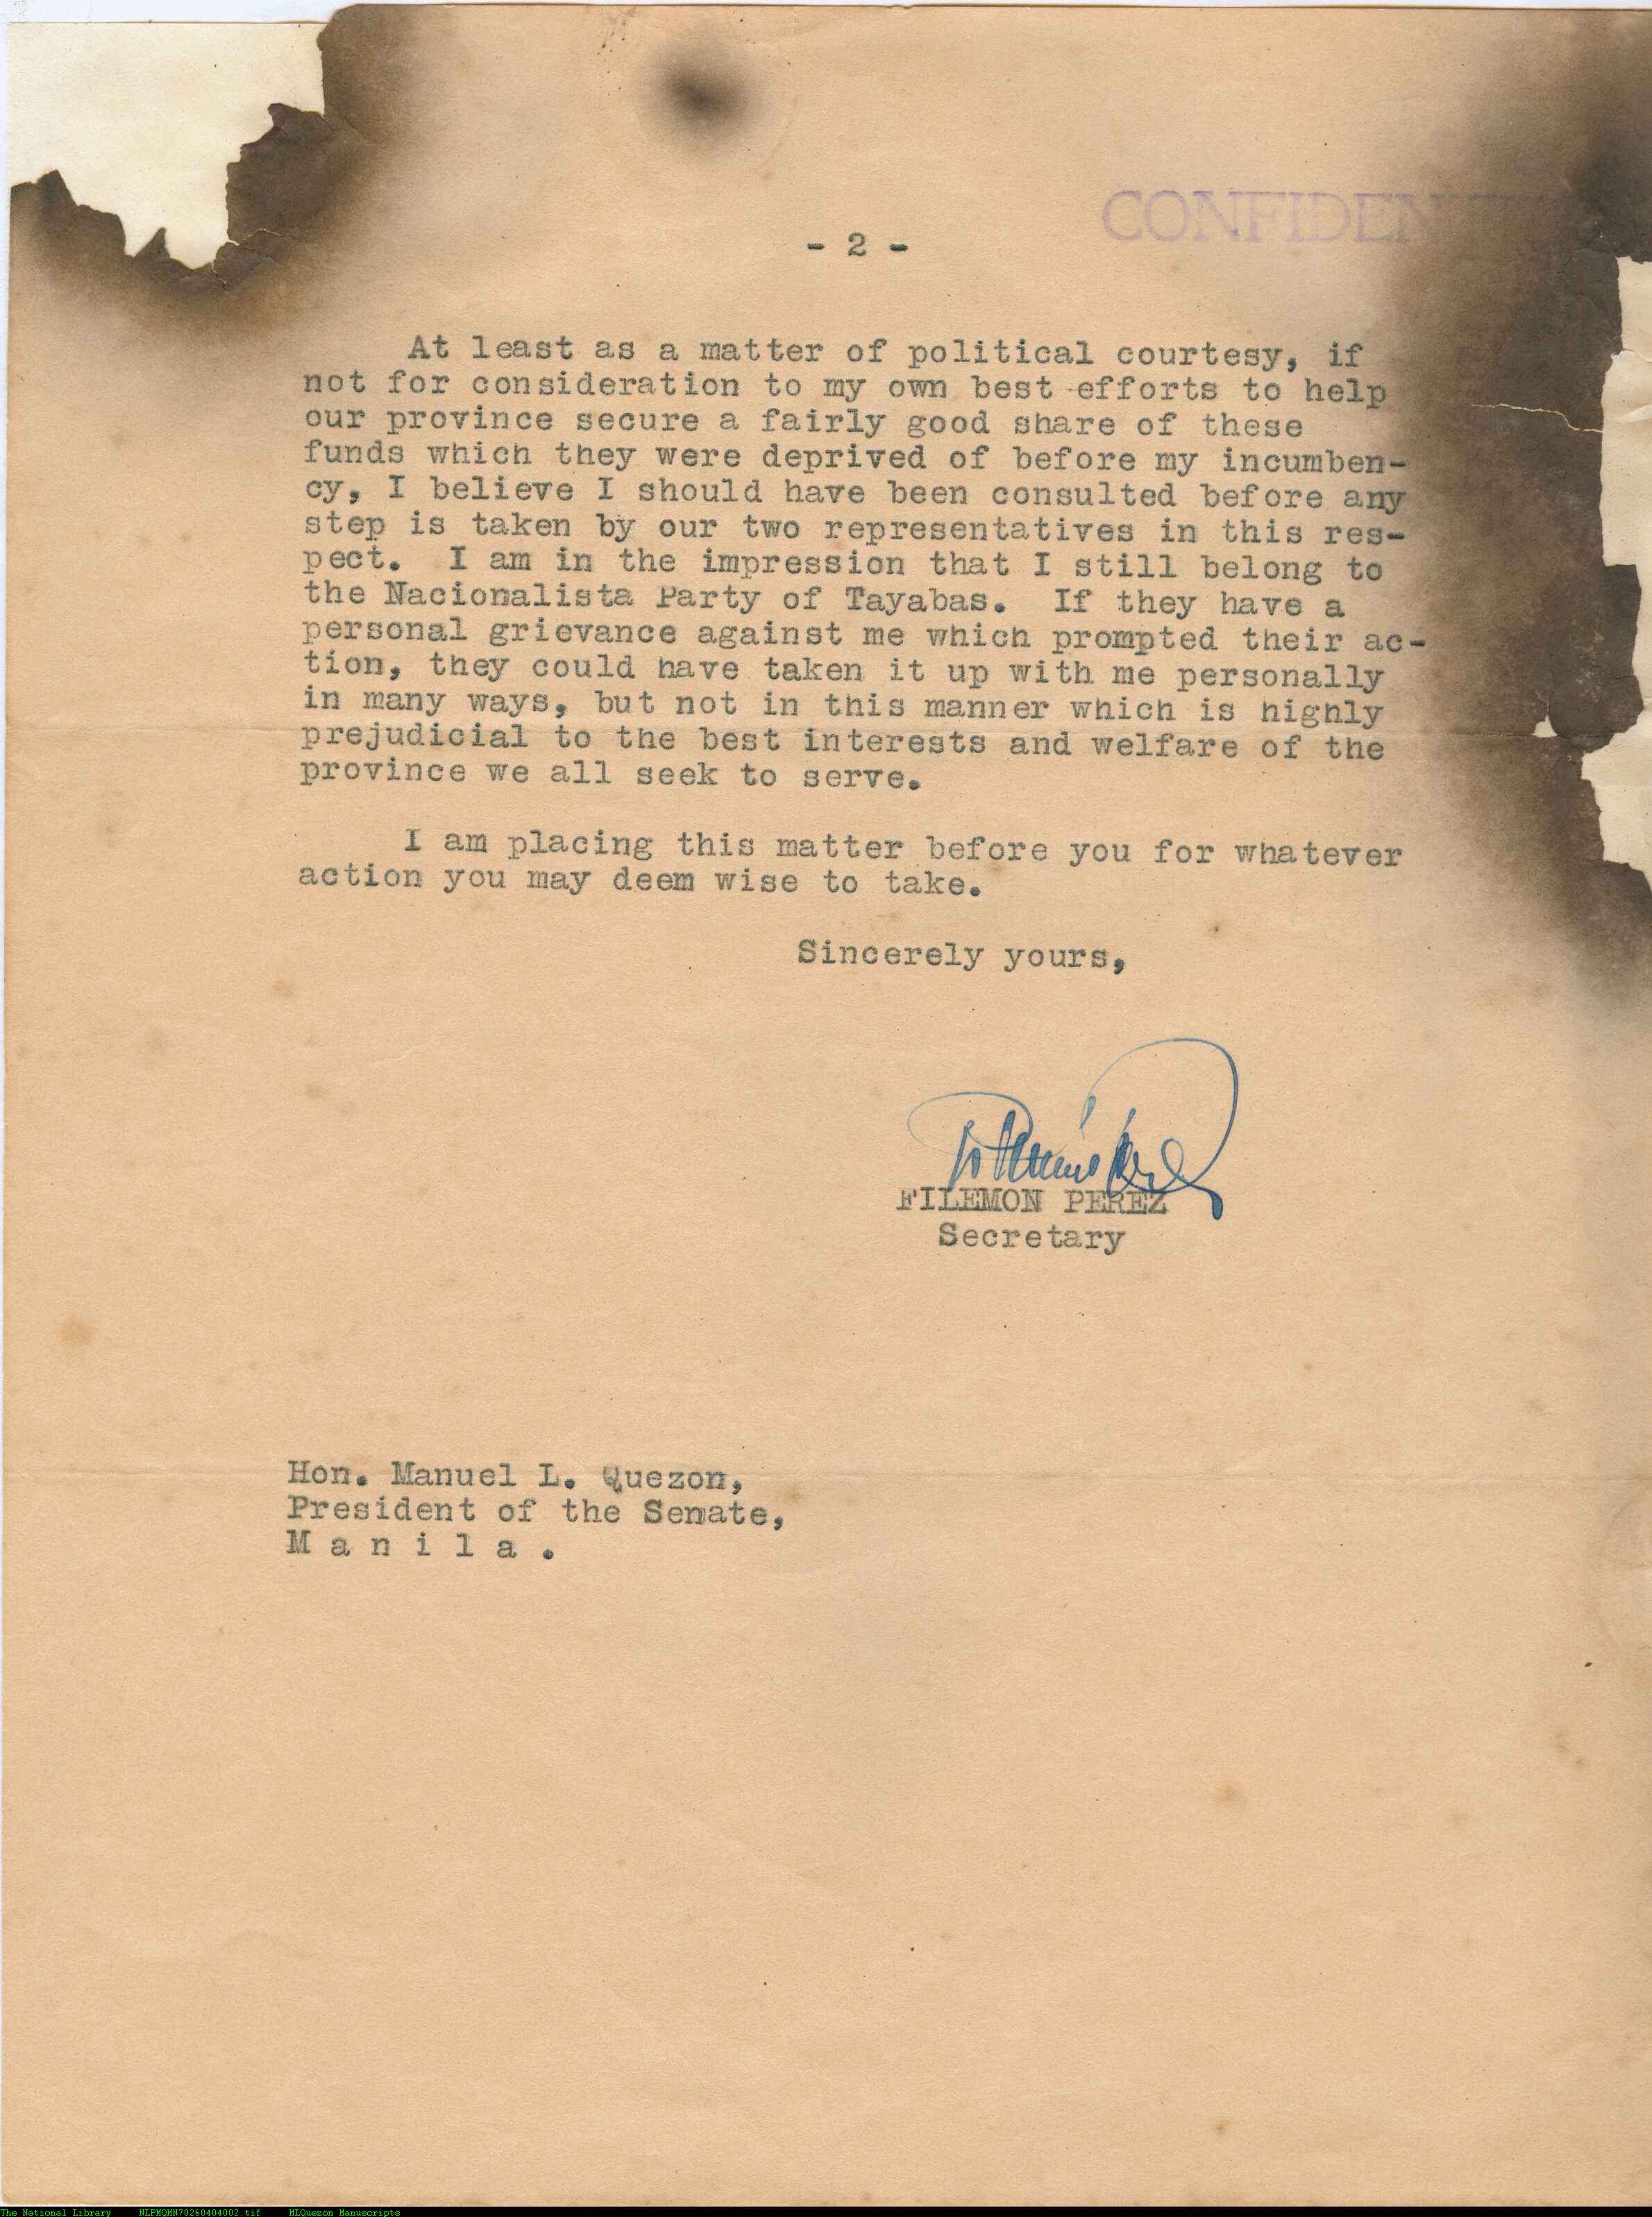 CONFIDEN
- 2 -
At least as a matter of political courtesy, if
not for consideration to my own best efforts to help
our province secure a fairly good share of these
funds which they were deprived of before my incumben-
cy, I believe I should have been consulted before any
step is taken by our two representatives in this res-
pect. I am in the impression that I still belong to
the Nacionalista Party of Tayabas. If they have a
personal grievance against me which prompted their ac-
tion, they could have taken it up with me personally
in many ways, but not in this manner which is highly
prejudicial to the best interests and welfare of the
province we all seek to serve.
I am placing this matter before you for whatever
action you may deem wise to take.
Sincerely yours,
FILEMON PEREZ
Secretary
Hon. Manuel L. Quezon,
President of the Senate,
M a n i l a .
The National Library NLPMQMN70260404002.tif MLQuezon Manuscripts